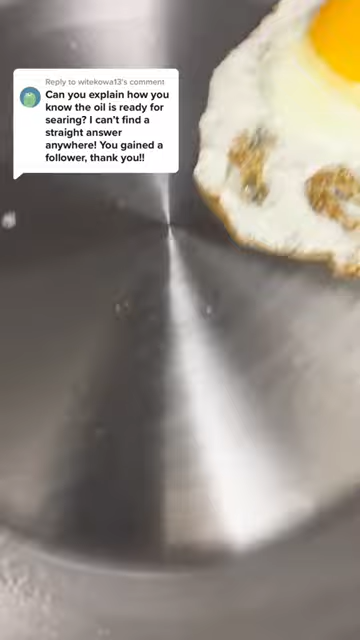 Reply to witekowa13's comment
Can you explain how you
know the oil is ready for
searing? I can't find a
straight answer
anywhere! You gained a
follower, thank you!!